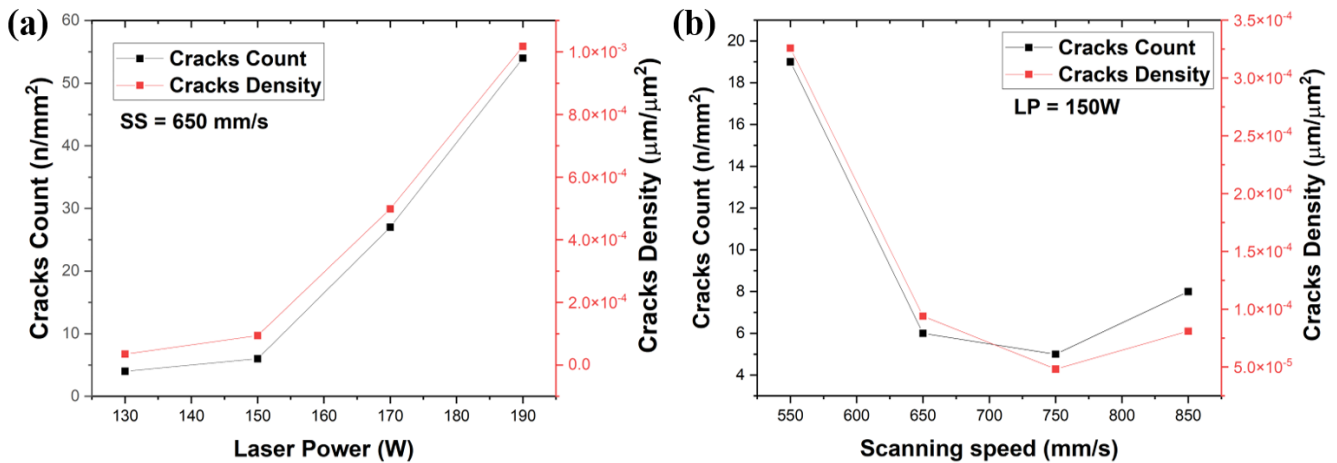 (a)
Cracks Count (n/mm²)
60
50
40
30
20
10
0
Cracks Count
Cracks Density
SS = 650 mm/s
1.0×10⁻³
8.0×10⁻⁴
6.0×10⁻⁴
4.0×10⁻⁴
2.0×10⁻⁴
0.0
Cracks Density (μm/μm²)
130 140 150 160 170 180 190
Laser Power (W)
(b)
Cracks Count (n/mm²)
20
18
16
14
12
10
8
6
4
Cracks Count
Cracks Density
LP = 150W
3.5×10⁻⁴
3.0×10⁻⁴
2.5×10⁻⁴
2.0×10⁻⁴
1.5×10⁻⁴
1.0×10⁻⁴
5.0×10⁻⁵
Cracks Density (μm/μm²)
550 600 650 700 750 800 850
Scanning speed (mm/s)